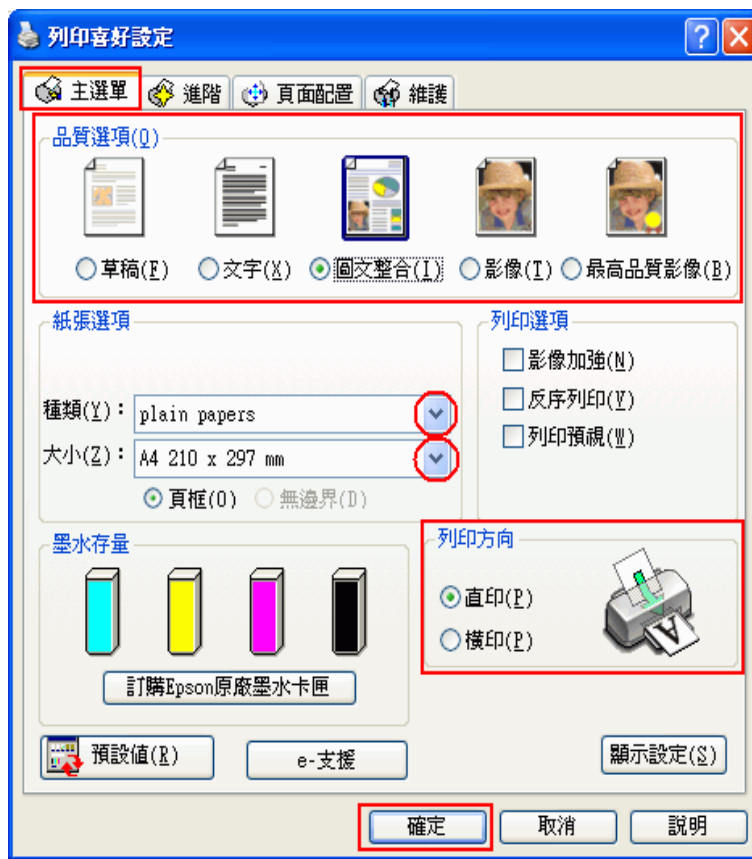 列印喜好設定
主選單 進階 頁面配置 維護
品質選項(Q)
草稿(F) 文字(X) 圖文整合(I) 影像(T) 最高品質影像(B)
紙張選項
種類(Y): plain papers
大小(Z): A4 210 x 297 mm
頁框(O) 無邊界(D)
列印選項
影像加強(N)
反序列印(V)
列印預視(W)
墨水存量
訂購Epson原廠墨水卡匣
列印方向
直印(P)
橫印(P)
A
預設值(R) e-支援 顯示設定(S)
確定 取消 說明